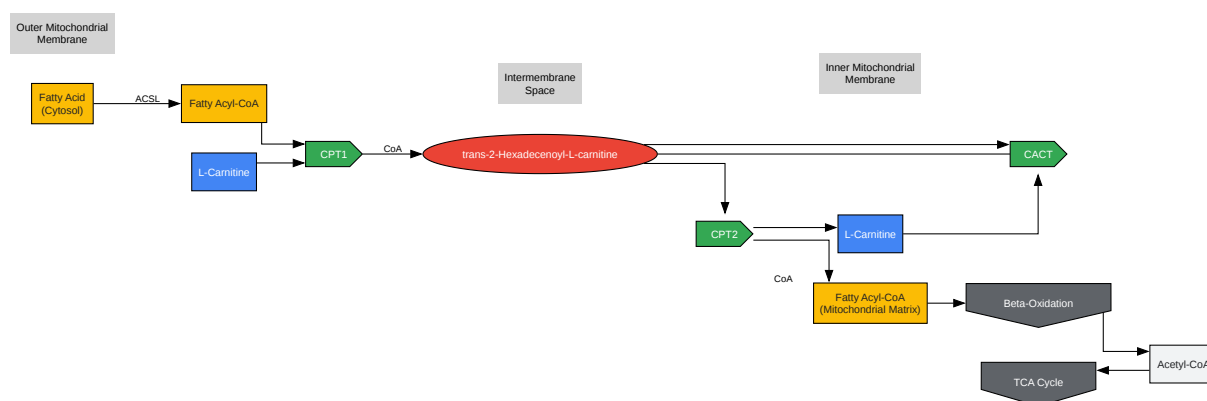 Outer Mitochondrial
Membrane
Intermembrane
Space
Inner Mitochondrial
Membrane
Fatty Acid
(Cytosol)
ACSL
Fatty Acyl-CoA
L-Carnitine
CPT1
CoA
trans-2-Hexadecenoyl-L-carnitine
CACT
CPT2
L-Carnitine
CoA
Fatty Acyl-CoA
(Mitochondrial Matrix)
Beta-Oxidation
Acetyl-CoA
TCA Cycle